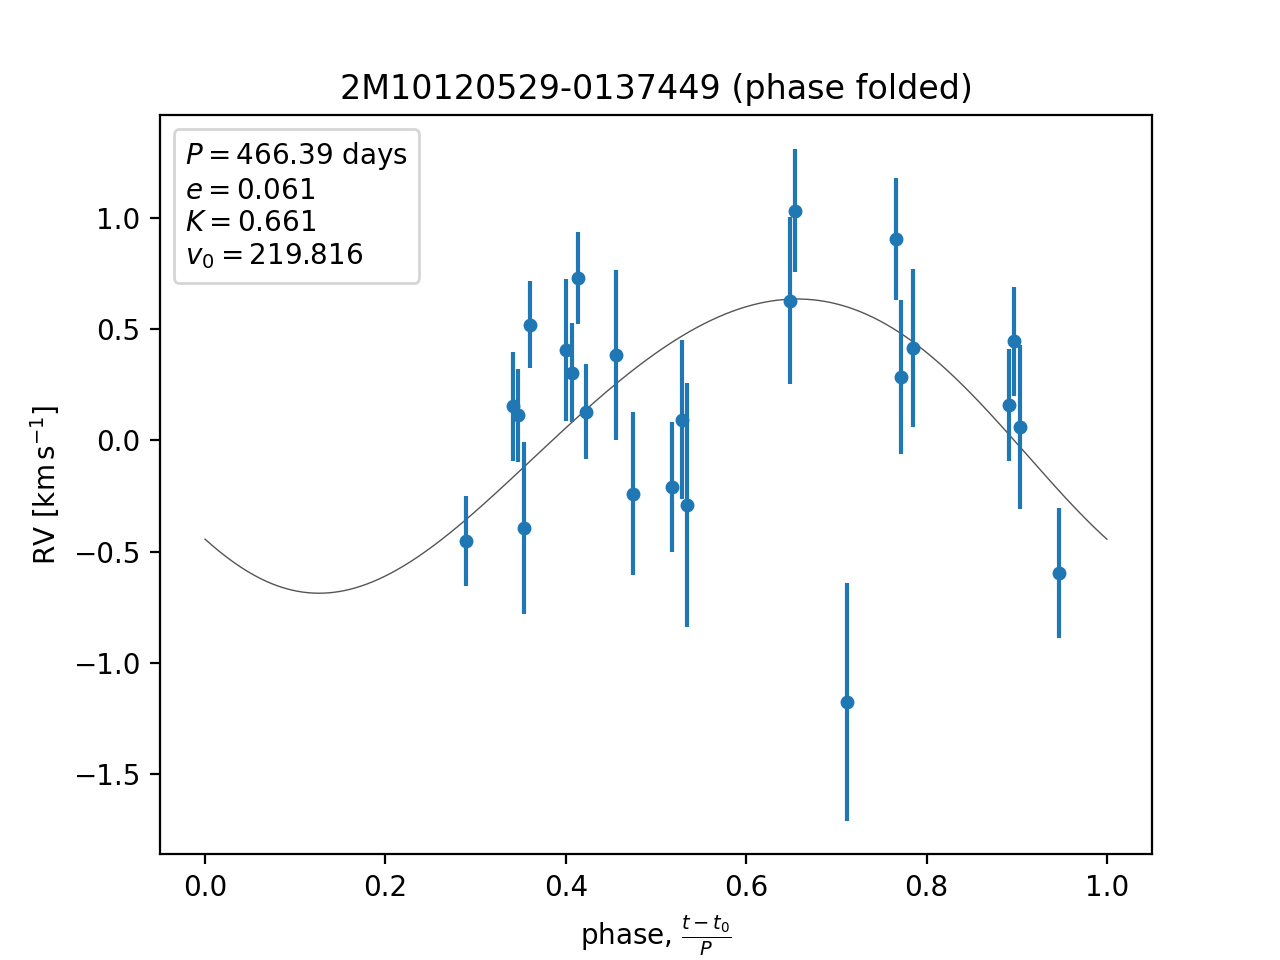 2M10120529-0137449 (phase folded)
P = 466.39 days
e = 0.061
K = 0.661
v₀ = 219.816
1.0
0.5
0.0
−0.5
−1.0
−1.5
RV [km s⁻¹]
0.0 0.2 0.4 0.6 0.8 1.0
phase, (t − t₀)/P